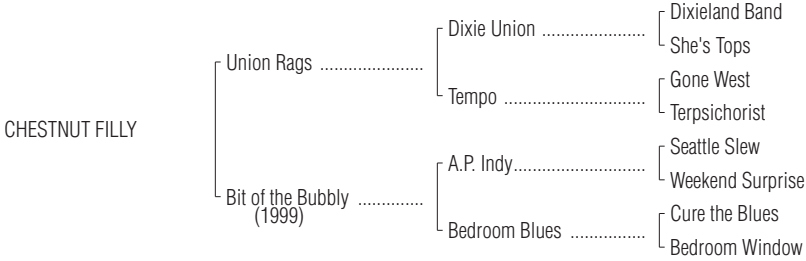 Dixieland Band
Dixie Union ......................
She's Tops
Union Rags ......................
Gone West
Tempo ..............................
Terpsichorist
CHESTNUT FILLY
Seattle Slew
A.P. Indy............................
Weekend Surprise
Bit of the Bubbly ..............
(1999)
Cure the Blues
Bedroom Blues ................
Bedroom Window